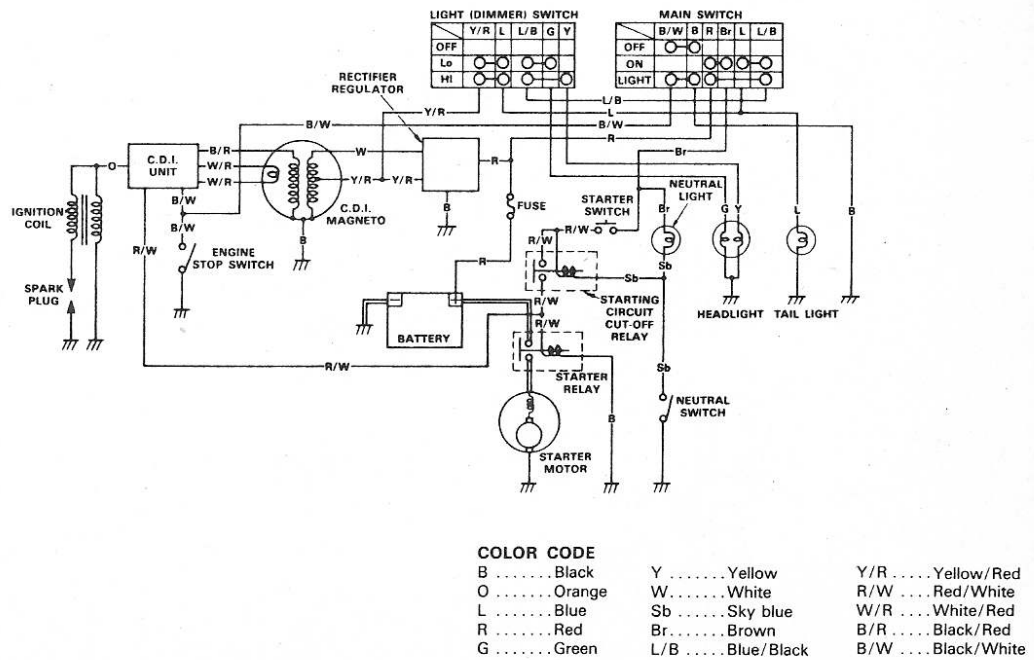 LIGHT (DIMMER) SWITCH
Y/R L L/B G Y
OFF
Lo
HI
MAIN SWITCH
B/W B R Br L L/B
OFF
ON
LIGHT
RECTIFIER
REGULATOR
Y/R
L/B
L
B/W
B/W
R
Br
C.D.I.
UNIT
O
B/R
W/R
W/R
W
Y/R
Y/R
R
B/W
B/W
B
B
C.D.I.
MAGNETO
IGNITION
COIL
R/W
ENGINE
STOP SWITCH
SPARK
PLUG
FUSE
STARTER
SWITCH
R/W
R/W
Br
NEUTRAL
LIGHT
G Y
L
B
Sb
Sb
R
R/W
R/W
STARTING
CIRCUIT
CUT-OFF
RELAY
HEADLIGHT
TAIL LIGHT
BATTERY
R/W
STARTER
RELAY
Sb
B
NEUTRAL
SWITCH
STARTER
MOTOR
COLOR CODE
B .......Black
O .......Orange
L .......Blue
R .......Red
G .......Green
Y .......Yellow
W.......White
Sb .......Sky blue
Br.......Brown
L/B .....Blue/Black
Y/R .....Yellow/Red
R/W ....Red/White
W/R ....White/Red
B/R .....Black/Red
B/W ....Black/White